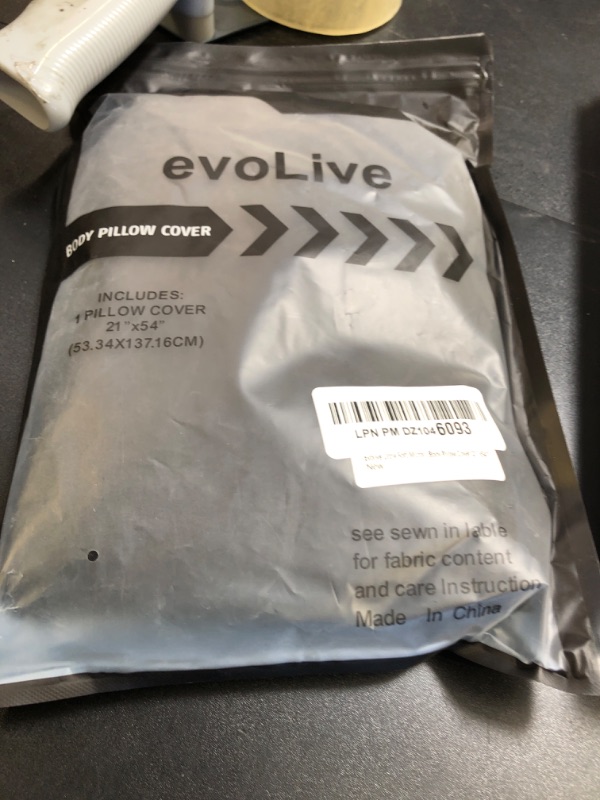 evoLive
BODY PILLOW COVER
INCLUDES:
1 PILLOW COVER
21"x54"
(53.34X137.16CM)
LPN PM DZ1046093
see sewn in lable
for fabric content
and care Instruction
Made In China